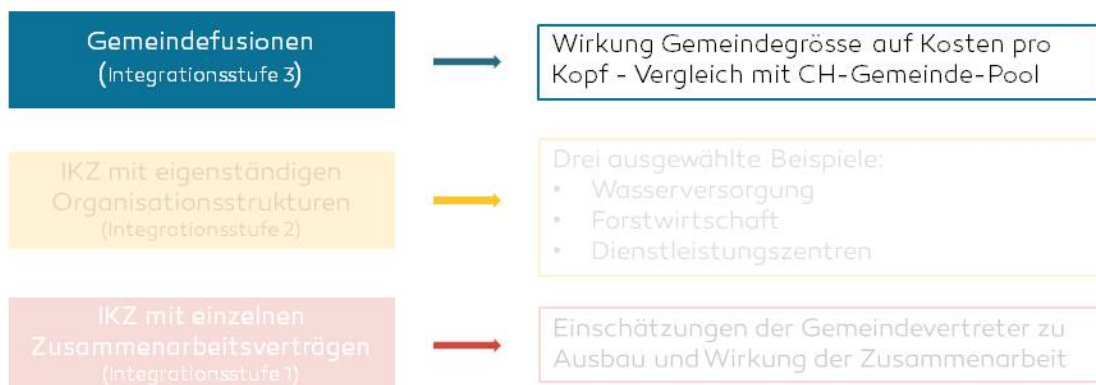 Gemeindefusionen
(Integrationsstufe 3)
Wirkung Gemeindegrösse auf Kosten pro
Kopf - Vergleich mit CH-Gemeinde-Pool
IKZ mit eigenständigen
Organisationsstrukturen
(Integrationsstufe 2)
Drei ausgewählte Beispiele:
• Wasserversorgung
• Forstwirtschaft
• Dienstleistungszentren
IKZ mit einzelnen
Zusammenarbeitsverträgen
(Integrationsstufe 1)
Einschätzungen der Gemeindevertreter zu
Ausbau und Wirkung der Zusammenarbeit